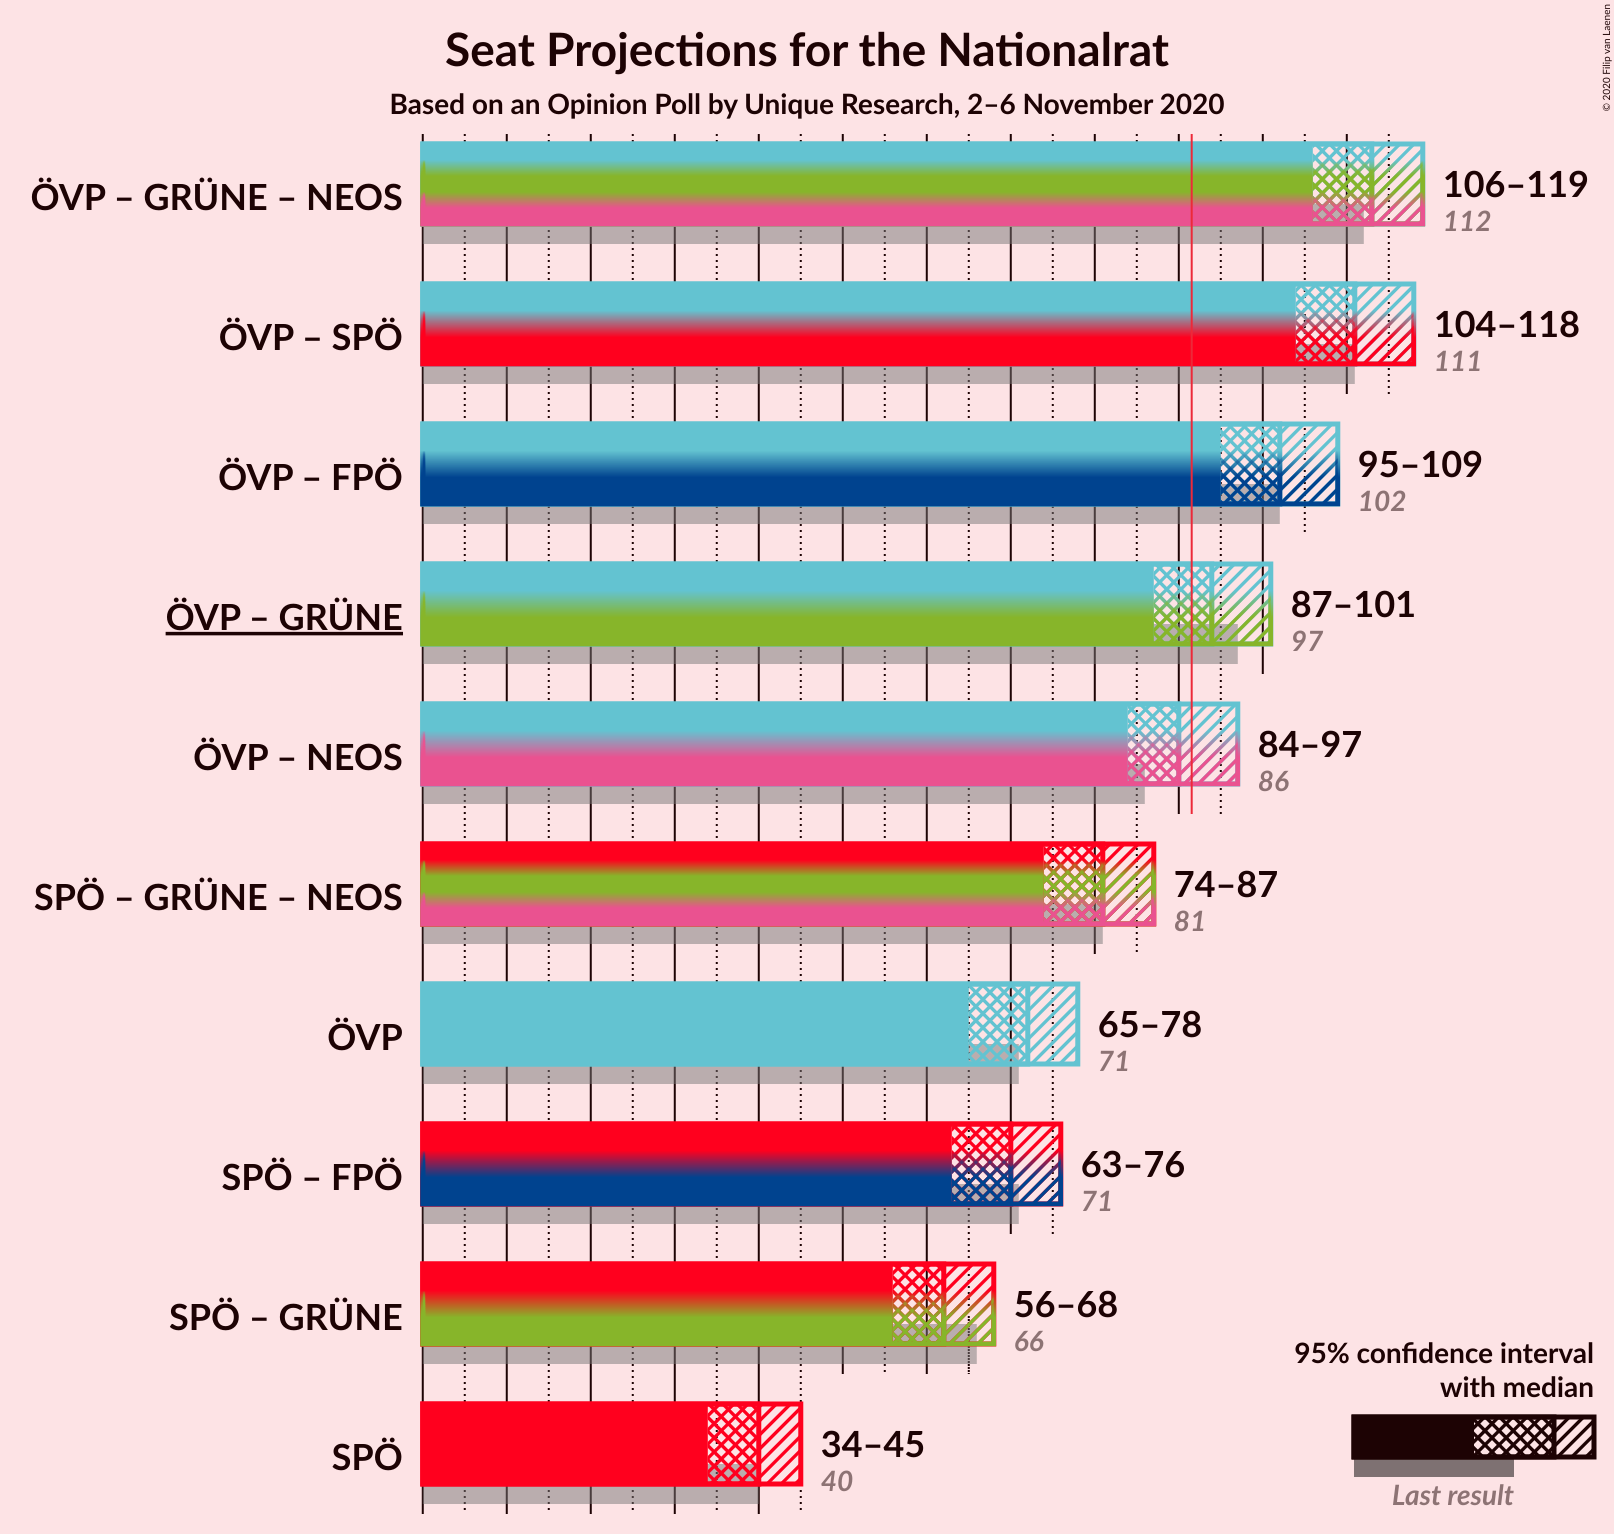 Seat Projections for the Nationalrat
Based on an Opinion Poll by Unique Research, 2–6 November 2020
© 2020 Filip van Laenen
ÖVP – GRÜNE – NEOS
106–119
112
ÖVP – SPÖ
104–118
111
ÖVP – FPÖ
95–109
102
ÖVP – GRÜNE
87–101
97
ÖVP – NEOS
84–97
86
SPÖ – GRÜNE – NEOS
74–87
81
ÖVP
65–78
71
SPÖ – FPÖ
63–76
71
SPÖ – GRÜNE
56–68
66
SPÖ
34–45
40
95% confidence interval
with median
Last result